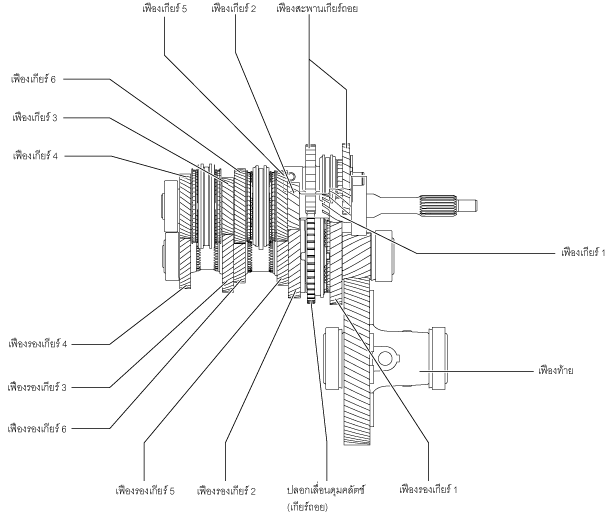 เฟืองเกียร์ 5
เฟืองเกียร์ 2
เฟืองสะพานเกียร์ถอย
เฟืองเกียร์ 6
เฟืองเกียร์ 3
เฟืองเกียร์ 4
เฟืองเกียร์ 1
เฟืองรองเกียร์ 4
เฟืองท้าย
เฟืองรองเกียร์ 3
เฟืองรองเกียร์ 6
เฟืองรองเกียร์ 5
เฟืองรองเกียร์ 2
ปลอกเลื่อนดุมคลัตช์
(เกียร์ถอย)
เฟืองรองเกียร์ 1